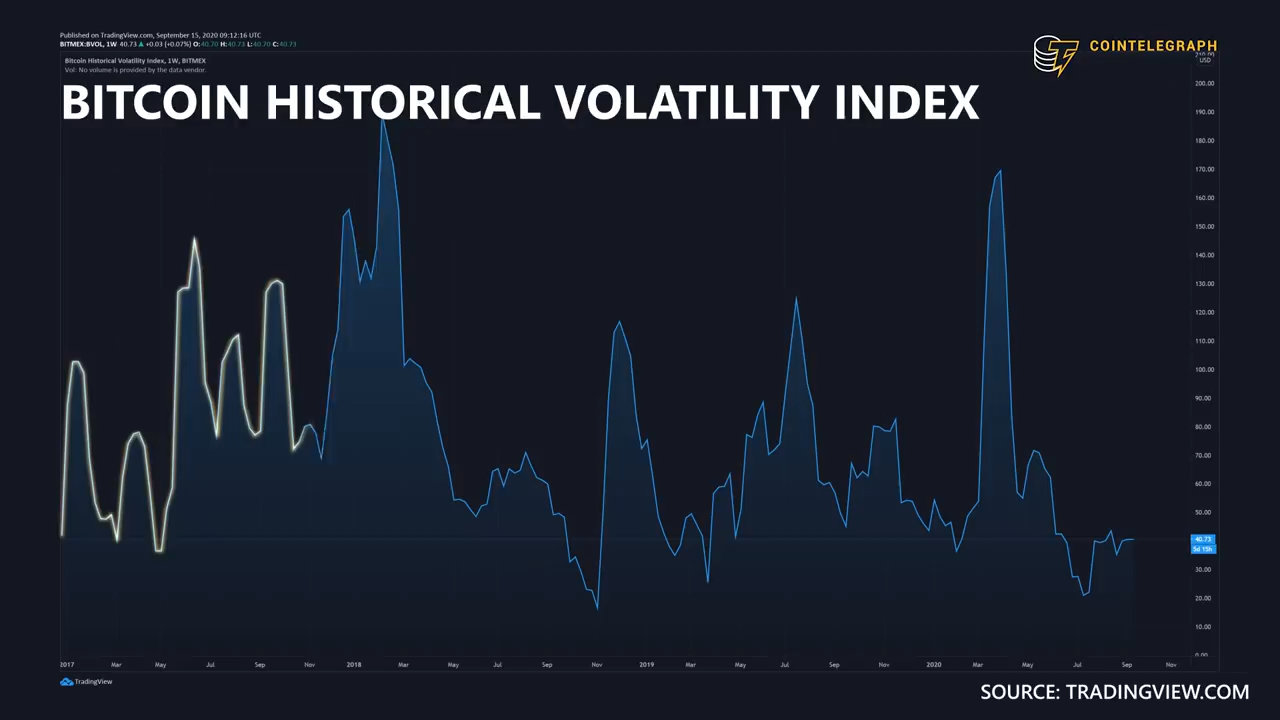 Published on TradingView.com, September 15, 2020 09:12:16 UTC
BITMEX:BVOL, 1W 40.73 ▲ +0.03 (+0.07%) O:40.70 H:40.73 L:40.70 C:40.73
COINTELEGRAPH
Bitcoin Historical Volatility Index, 1W, BITMEX
Vol: No volume is provided by the data vendor.
BITCOIN HISTORICAL VOLATILITY INDEX
210.00
USD
200.00
190.00
180.00
170.00
160.00
150.00
140.00
130.00
120.00
110.00
100.00
90.00
80.00
70.00
60.00
50.00
40.73
5d 15h
30.00
20.00
10.00
0.00
2017 Mar May Jul Sep Nov 2018 Mar May Jul Sep Nov 2019 Mar May Jul Sep Nov 2020 Mar May Jul Sep Nov
TradingView
SOURCE: TRADINGVIEW.COM